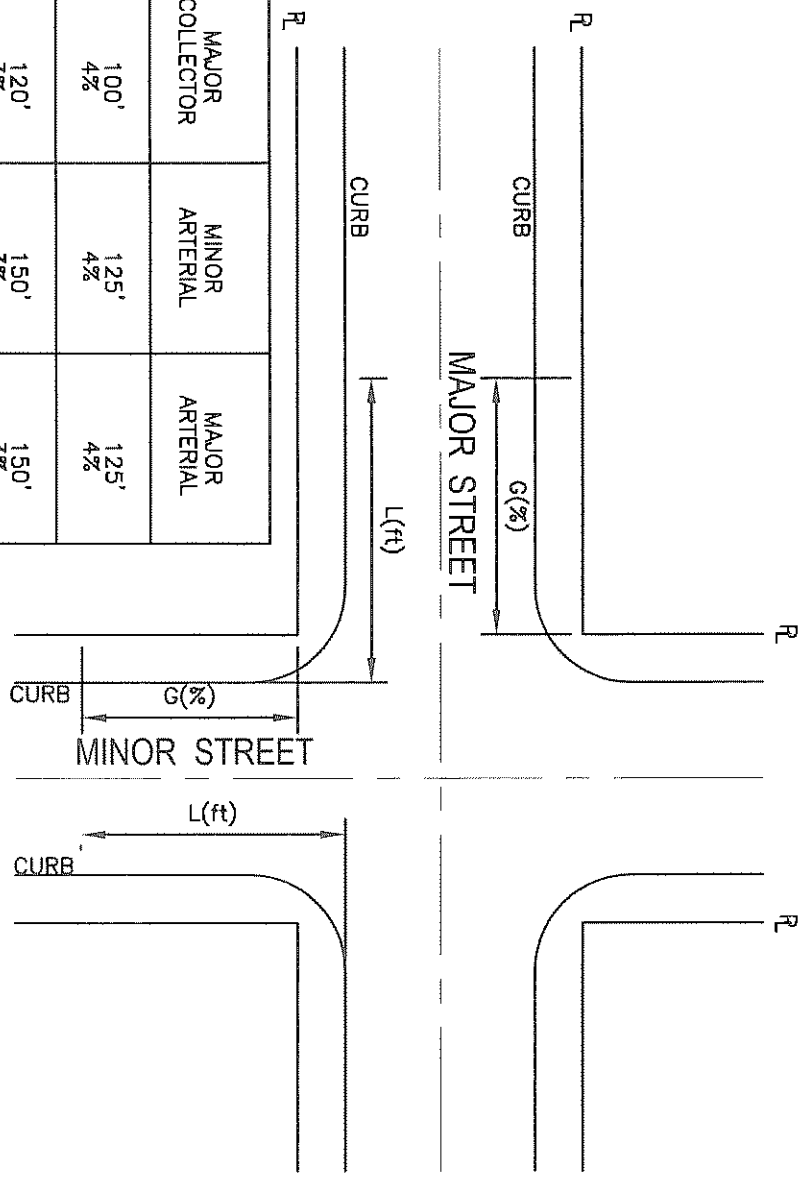 PL
PL
PL
PL
CURB
CURB
G(%)
MAJOR STREET
L(ft)
CURB
G(%)
MINOR STREET
L(ft)
CURB
MAJOR
COLLECTOR
MINOR
ARTERIAL
MAJOR
ARTERIAL
100'
4%
125'
4%
125'
4%
120'
150'
150'